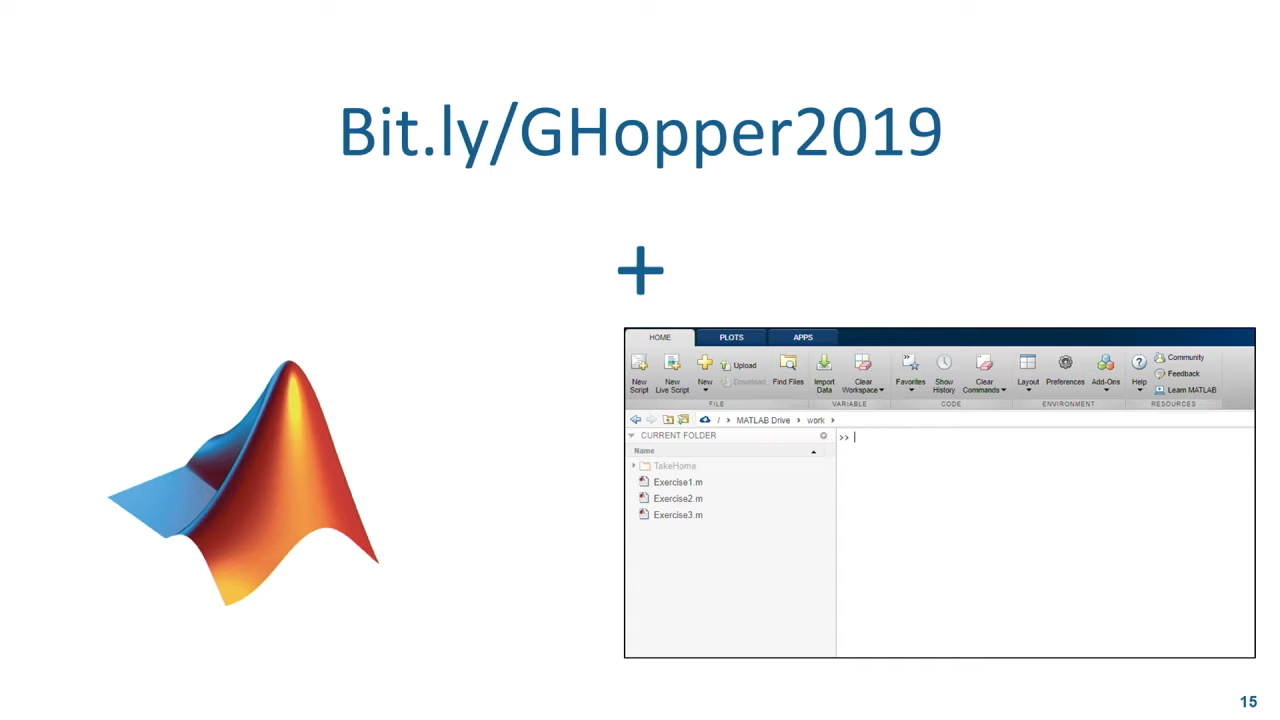 Bit.ly/GHopper2019
+
HOME PLOTS APPS
New Script New Live Script New Upload Download Find Files Import Data Clear Workspace Favorites Show History Clear Commands Layout Preferences Add-Ons Help Community Feedback Learn MATLAB
FILE VARIABLE CODE ENVIRONMENT RESOURCES
/ MATLAB Drive work
CURRENT FOLDER
>>
Name
TakeHome
Exercise1.m
Exercise2.m
Exercise3.m
15